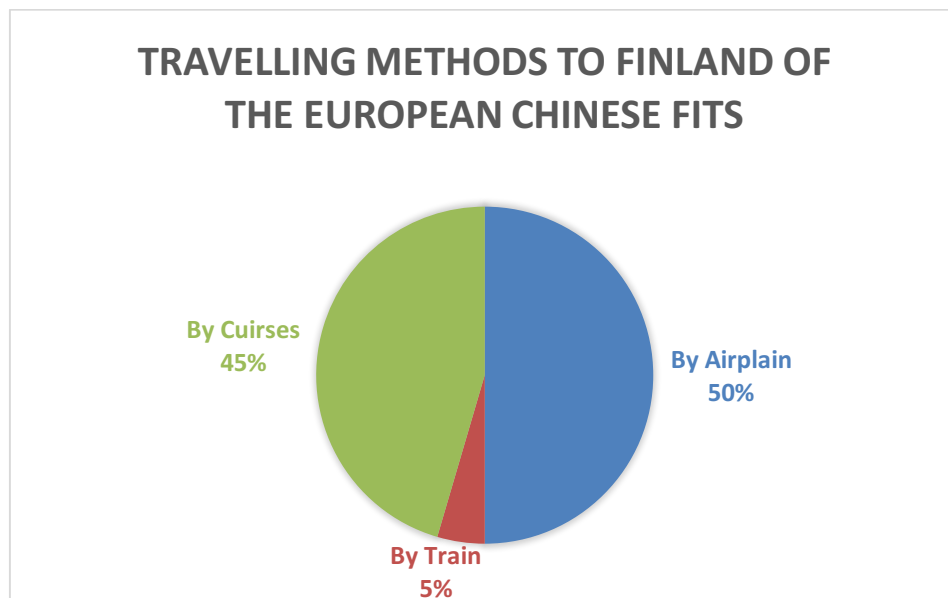 TRAVELLING METHODS TO FINLAND OF
THE EUROPEAN CHINESE FITS
By Cuirses
45%
By Airplain
50%
By Train
5%